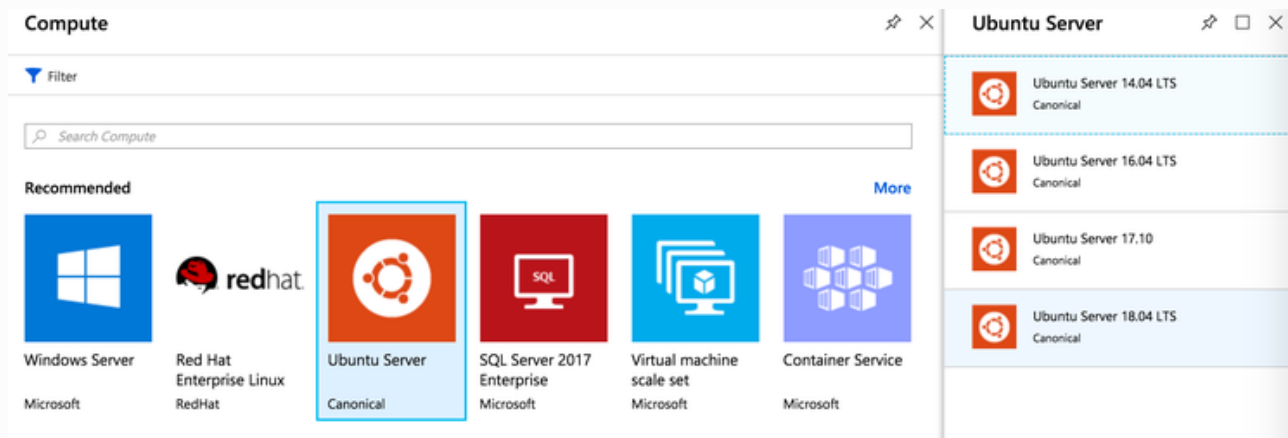 Compute
Filter
Search Compute
Recommended
More
redhat.
SQL
Windows Server
Microsoft
Red Hat
Enterprise Linux
RedHat
Ubuntu Server
Canonical
SQL Server 2017
Enterprise
Microsoft
Virtual machine
scale set
Microsoft
Container Service
Microsoft
Ubuntu Server
Ubuntu Server 14.04 LTS
Canonical
Ubuntu Server 16.04 LTS
Canonical
Ubuntu Server 17.10
Canonical
Ubuntu Server 18.04 LTS
Canonical